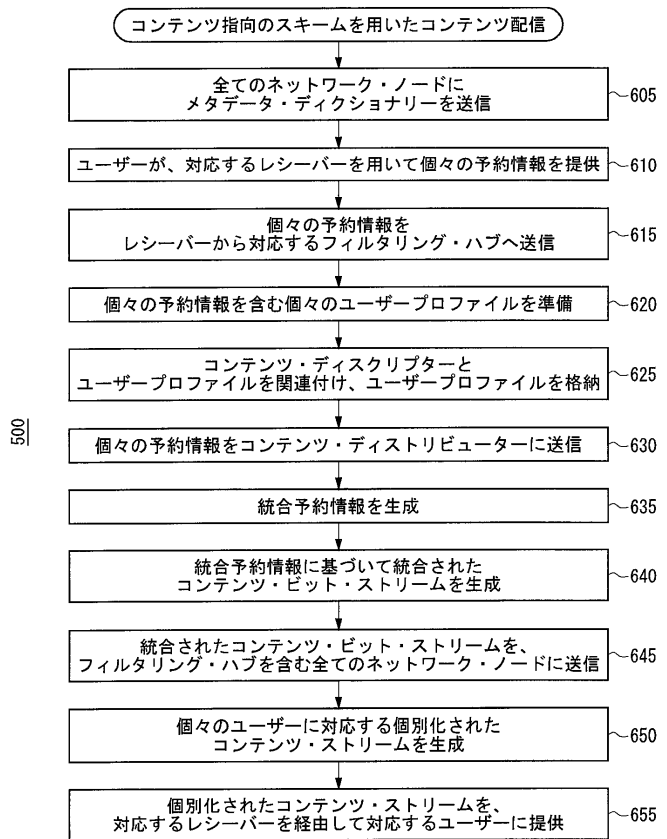 コンテンツ指向のスキームを用いたコンテンツ配信
全てのネットワーク・ノードに
メタデータ・ディクショナリーを送信
605
ユーザーが、対応するレシーバーを用いて個々の予約情報を提供
610
個々の予約情報を
レシーバーから対応するフィルタリング・ハブへ送信
615
個々の予約情報を含む個々のユーザープロファイルを準備
620
コンテンツ・ディスクリプターと
ユーザープロファイルを関連付け、ユーザープロファイルを格納
625
500
個々の予約情報をコンテンツ・ディストリビューターに送信
630
統合予約情報を生成
635
統合予約情報に基づいて統合された
コンテンツ・ビット・ストリームを生成
640
統合されたコンテンツ・ビット・ストリームを、
フィルタリング・ハブを含む全てのネットワーク・ノードに送信
645
個々のユーザーに対応する個別化された
コンテンツ・ストリームを生成
650
個別化されたコンテンツ・ストリームを、
対応するレシーバーを経由して対応するユーザーに提供
655